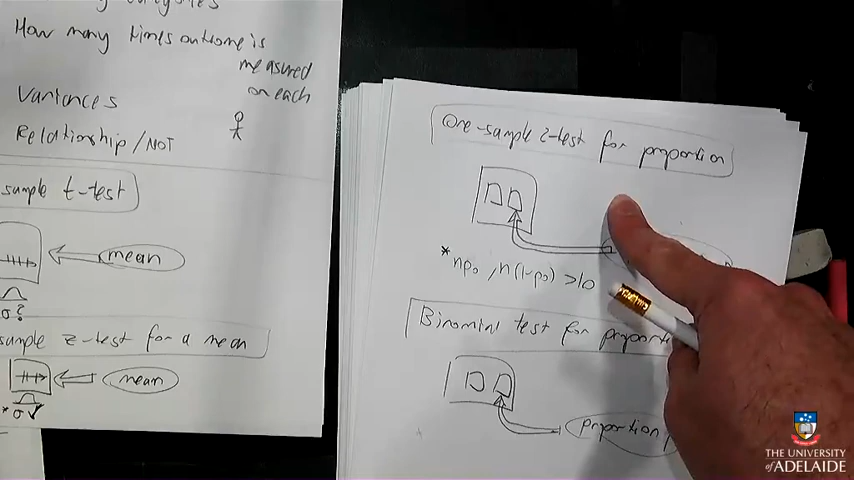 How many times outcome is
measured
on each
Variances
Relationship/NOT
sample t-test
mean
σ?
sample z-test for a mean
mean
*σ✓
One-sample z-test for proportion
*np₀, n(1-p₀) >10
Binomial test for proportion
proportion
THE UNIVERSITY
of ADELAIDE